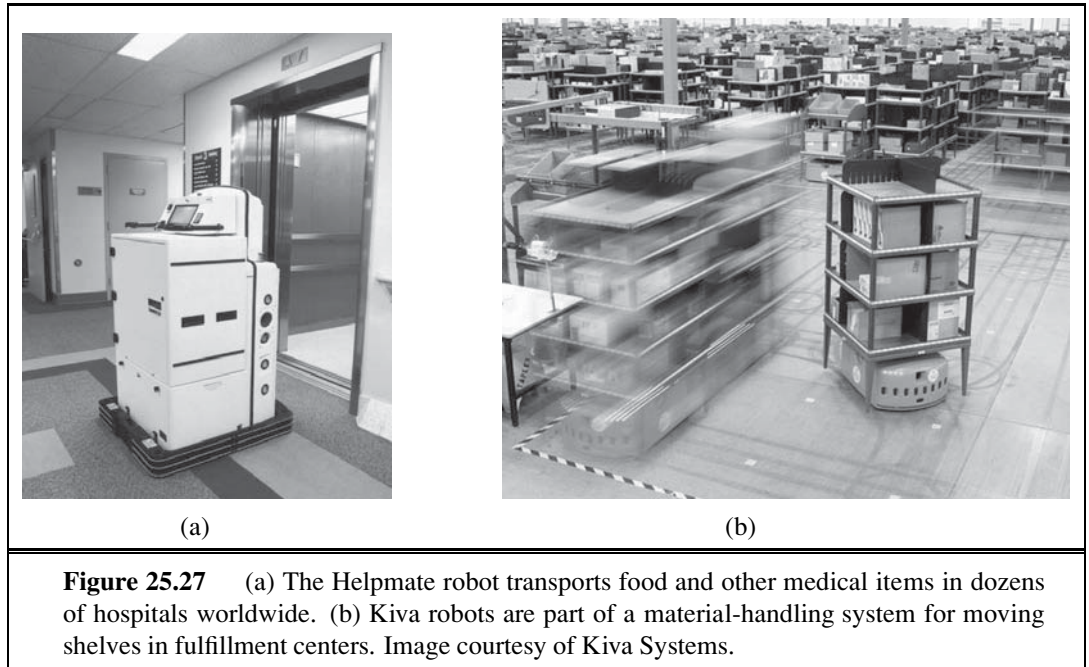 (a)
(b)
Figure 25.27 (a) The Helpmate robot transports food and other medical items in dozens
of hospitals worldwide. (b) Kiva robots are part of a material-handling system for moving
shelves in fulfillment centers. Image courtesy of Kiva Systems.